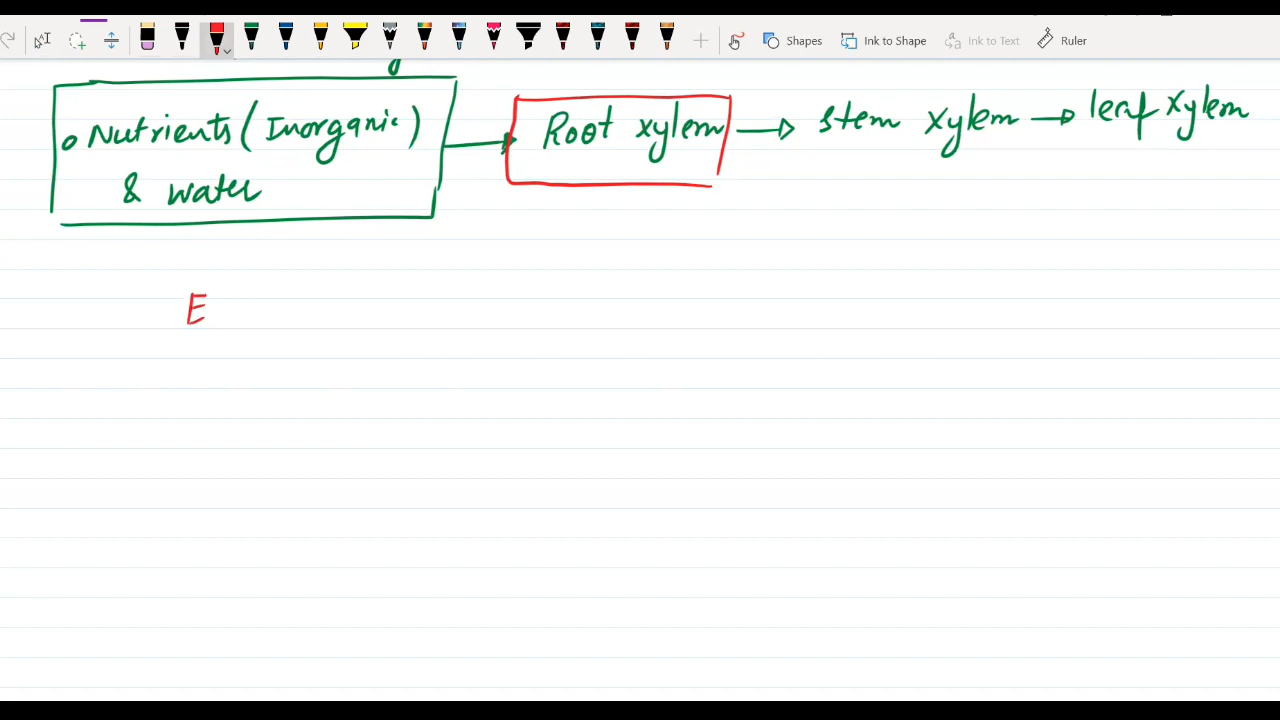 Shapes Ink to Shape Ink to Text Ruler
o Nutrients (Inorganic) → Root xylem → stem xylem → leaf xylem
& water
E